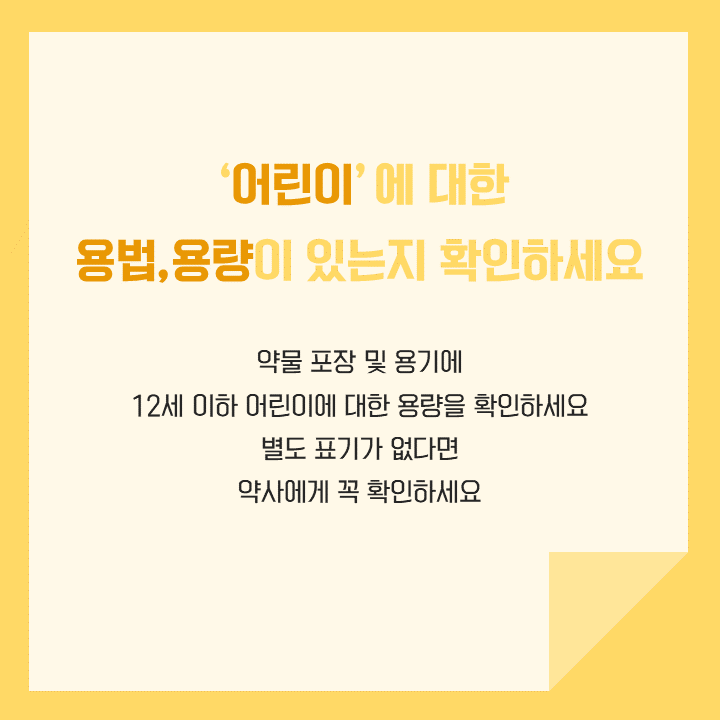 ‘어린이’에 대한
용법,용량이 있는지 확인하세요
약물 포장 및 용기에
12세 이하 어린이에 대한 용량을 확인하세요
별도 표기가 없다면
약사에게 꼭 확인하세요